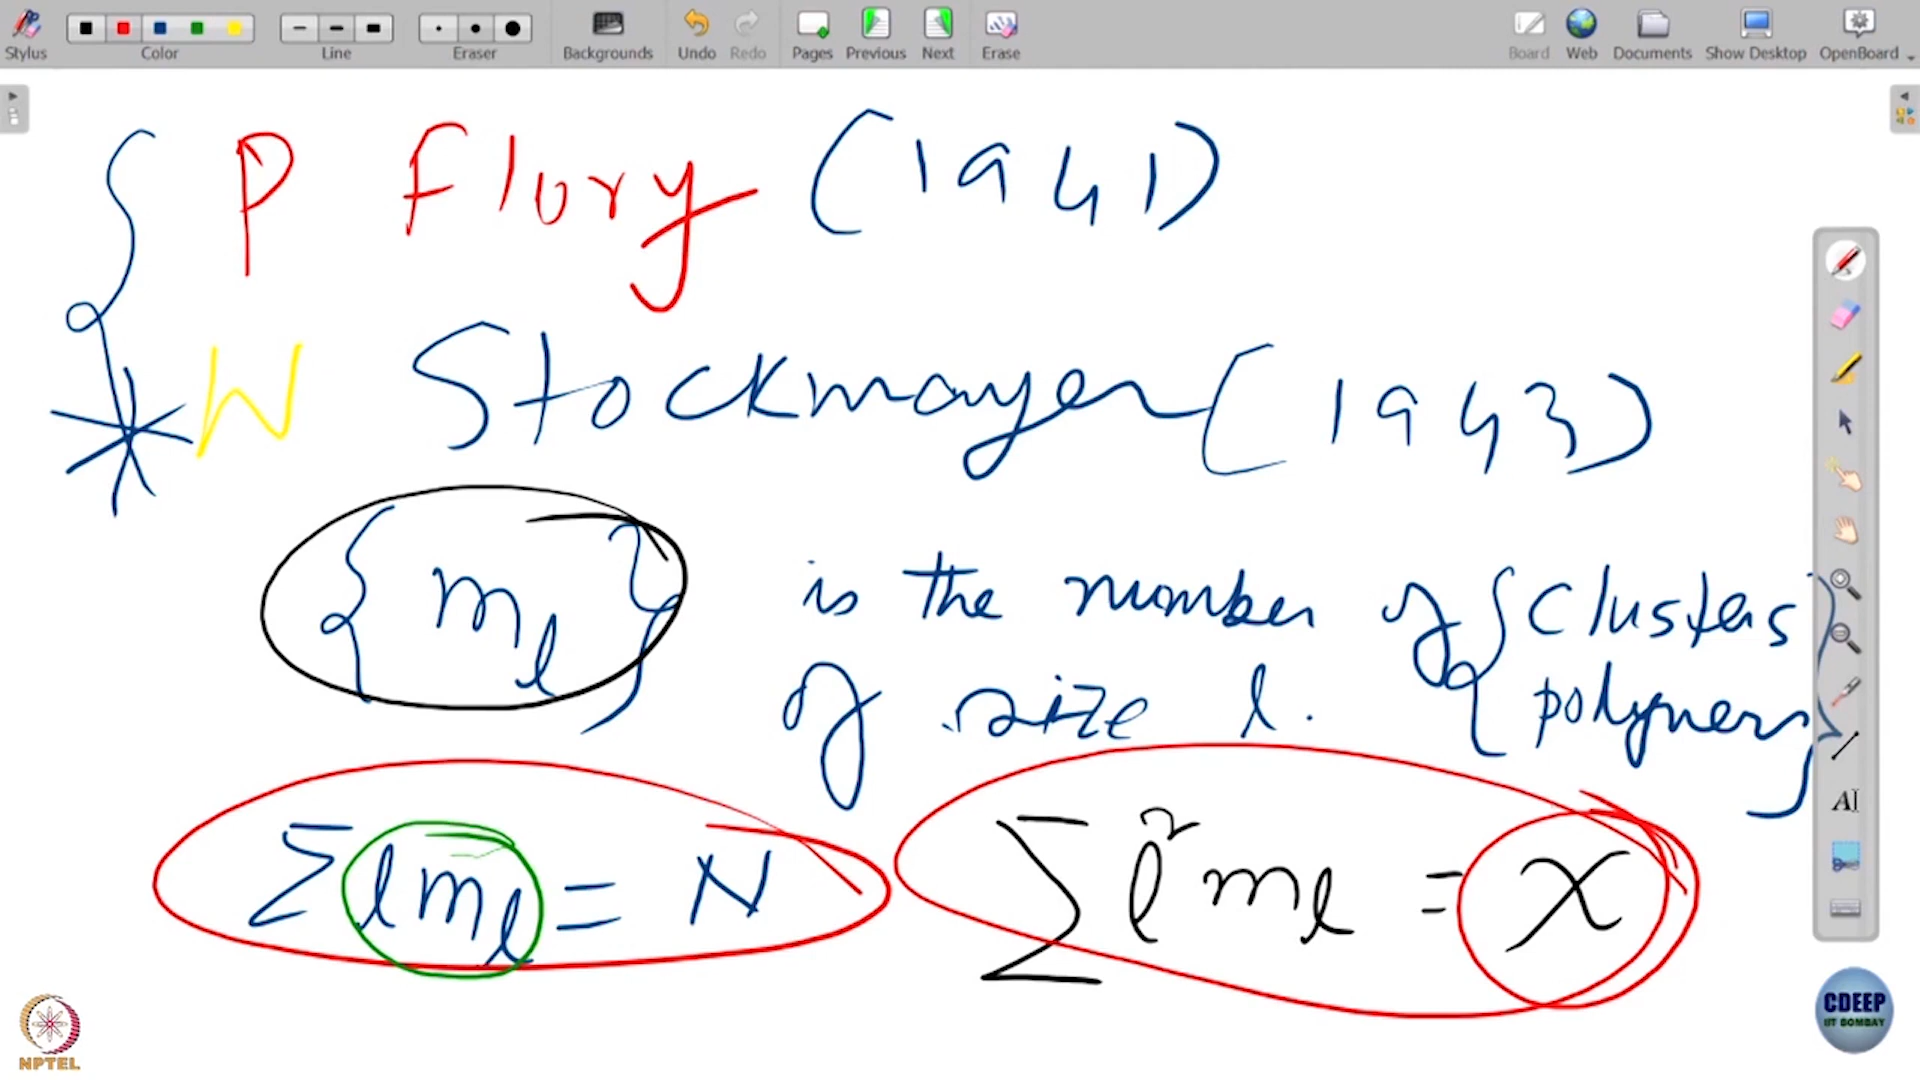 Stylus Color Line Eraser Backgrounds Undo Redo Pages Previous Next Erase Board Web Documents Show Desktop OpenBoard
P Flory (1941)
* W Stockmayer (1943)
{ m_l } is the number of { clusters
of size l. polymers }
Σ l m_l = N Σ l² m_l = χ
AI
NPTEL
CDEEP
IIT BOMBAY